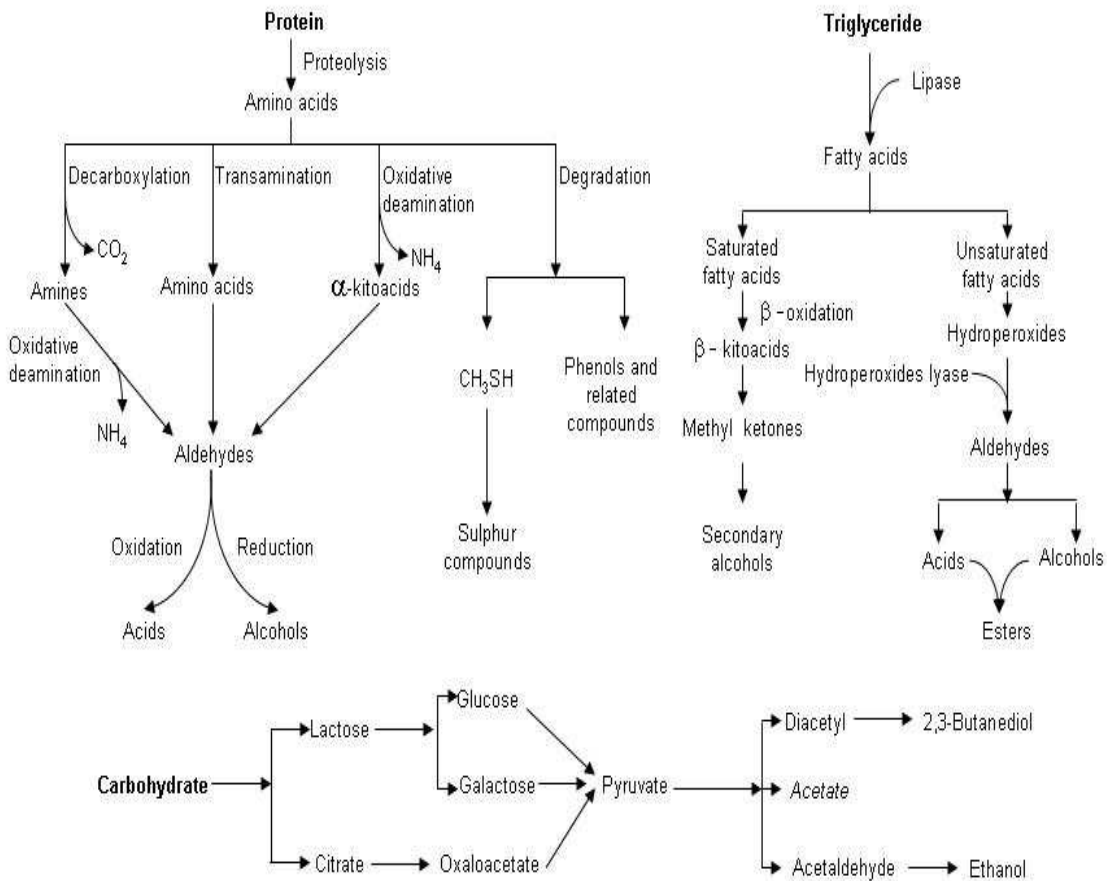 Protein
Proteolysis
Amino acids
Decarboxylation
Transamination
Oxidative
deamination
Degradation
CO2
NH4
Amines
Amino acids
α-kitoacids
Oxidative
deamination
NH4
Aldehydes
CH3SH
Phenols and
related
compounds
Sulphur
compounds
Oxidation
Reduction
Acids
Alcohols
Triglyceride
Lipase
Fatty acids
Saturated
fatty acids
Unsaturated
fatty acids
β -oxidation
β - kitoacids
Methyl ketones
Secondary
alcohols
Hydroperoxides
Hydroperoxides lyase
Aldehydes
Acids
Alcohols
Esters
Carbohydrate
Lactose
Glucose
Galactose
Citrate
Oxaloacetate
Pyruvate
Diacetyl
2,3-Butanediol
Acetate
Acetaldehyde
Ethanol